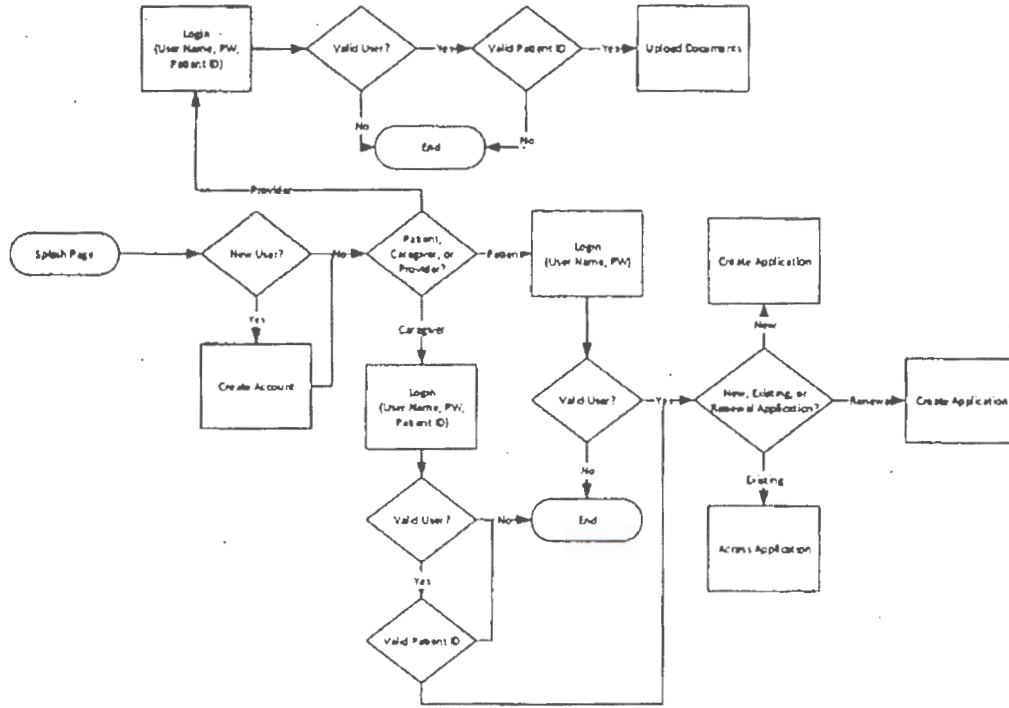 Login
(User Name, PW,
Patient ID)
Valid User?
Yes
Valid Patient ID
Yes
Upload Documents
No
End
No
Provider
Splash Page
New User?
No
Patient,
Caregiver, or
Provider?
Patient
Login
(User Name, PW)
Create Application
Yes
Create Account
Caregiver
Login
(User Name, PW,
Patient ID)
Valid User?
Yes
New
New, Existing, or
Renewal Application?
Renewal
Create Application
No
Existing
Valid User?
No
End
Access Application
Yes
Valid Patient ID